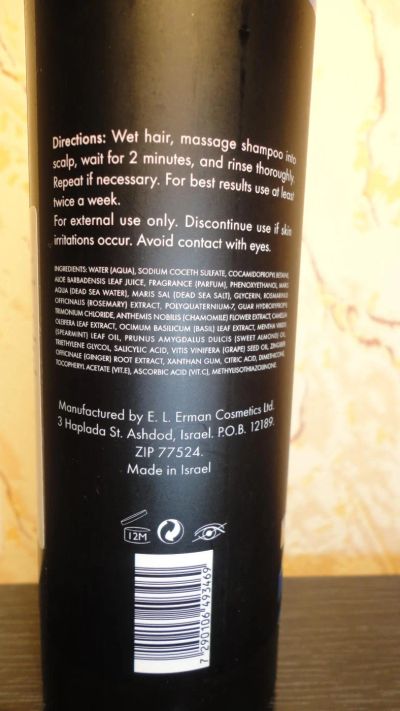 Directions: Wet hair, massage shampoo into
scalp, wait for 2 minutes, and rinse thoroughly.
Repeat if necessary. For best results use at least
twice a week.
For external use only. Discontinue use if skin
irritations occur. Avoid contact with eyes.
INGREDIENTS: WATER (AQUA), SODIUM COCETH SULFATE, COCAMIDOPROPYL BETAINE,
ALOE BARBADENSIS LEAF JUICE, FRAGRANCE (PARFUM), PHENOXYETHANOL, MARIS
AQUA (DEAD SEA WATER), MARIS SAL (DEAD SEA SALT), GLYCERIN, ROSMARINUS
OFFICINALIS (ROSEMARY) EXTRACT, POLYQUATERNIUM-7, GUAR HYDROXYPROPYL
TRIMONIUM CHLORIDE, ANTHEMIS NOBILIS (CHAMOMILE) FLOWER EXTRACT, CAMELLIA
OLEIFERA LEAF EXTRACT, OCIMUM BASILICUM (BASIL) LEAF EXTRACT, MENTHA VIRIDIS
(SPEARMINT) LEAF OIL, PRUNUS AMYGDALUS DULCIS (SWEET ALMOND) OIL,
TRIETHYLENE GLYCOL, SALICYLIC ACID, VITIS VINIFERA (GRAPE) SEED OIL, ZINGIBER
OFFICINALE (GINGER) ROOT EXTRACT, XANTHAN GUM, CITRIC ACID, DIMETHICONE,
TOCOPHERYL ACETATE (VIT.E), ASCORBIC ACID (VIT.C), METHYLISOTHIAZOLINONE.
Manufactured by E. L. Erman Cosmetics Ltd.
3 Haplada St. Ashdod, Israel. P.O.B. 12189.
ZIP 77524.
Made in Israel
12M
7 290106 493469